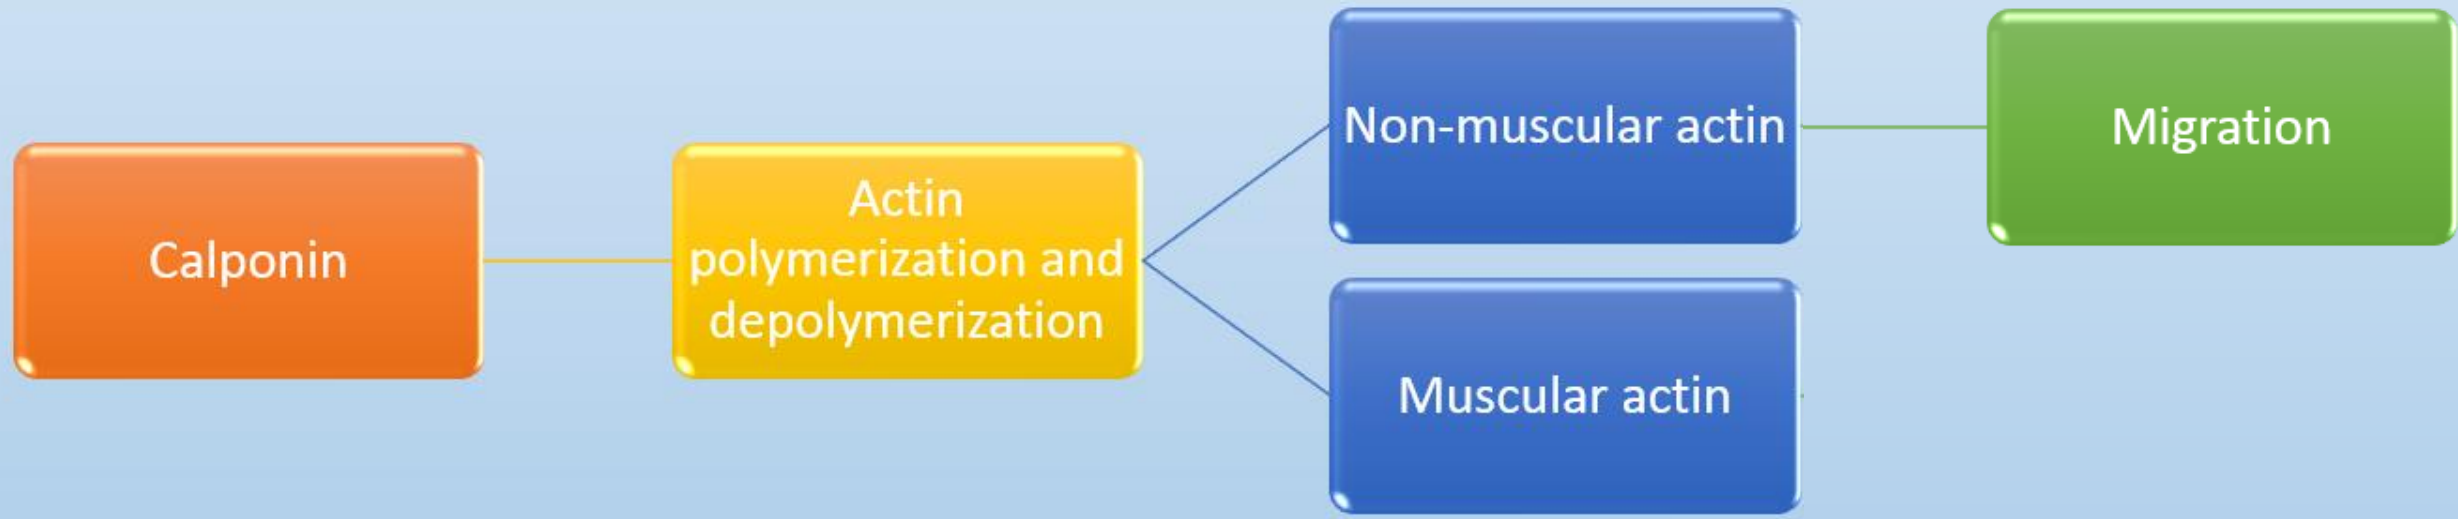 Calponin
Actin
polymerization and
depolymerization
Non-muscular actin
Muscular actin
Migration